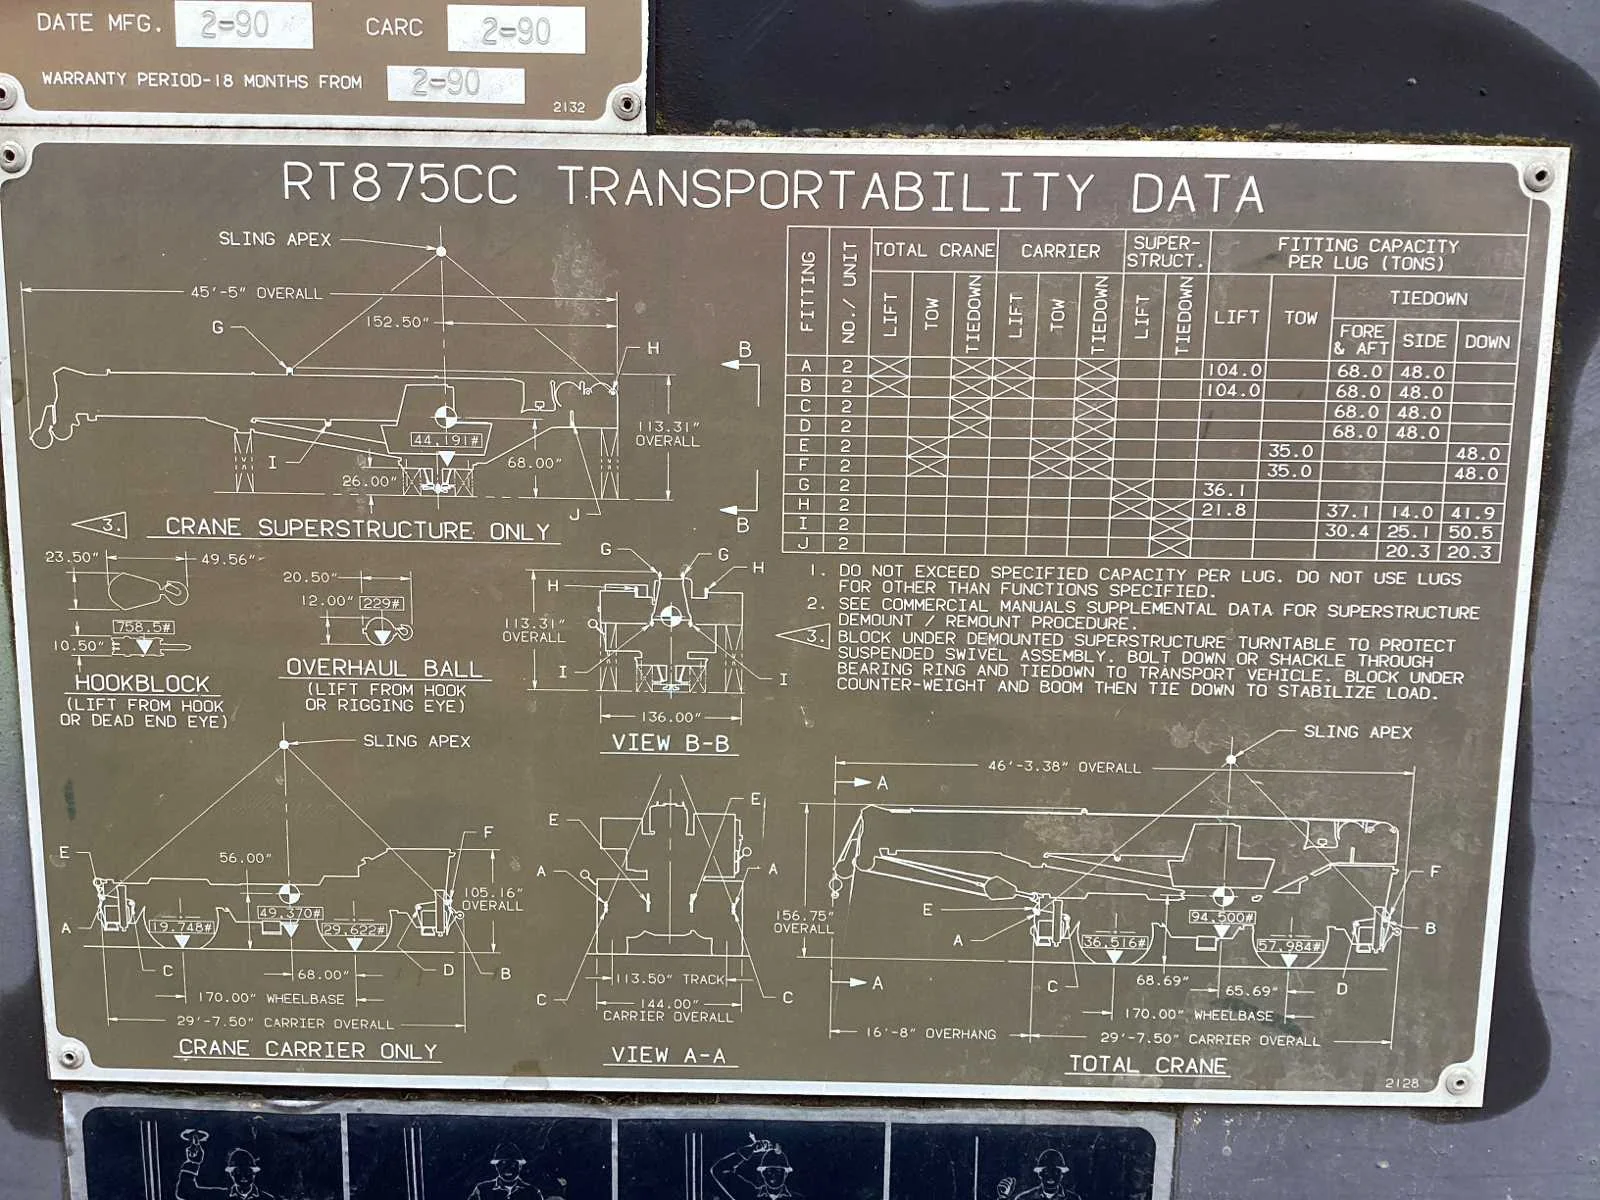 DATE MFG. 2-90 CARC 2-90
WARRANTY PERIOD-18 MONTHS FROM 2-90
2132
RT875CC TRANSPORTABILITY DATA
SLING APEX
45'-5" OVERALL
152.50"
G
H
B
113.31"
OVERALL
44,191#
68.00"
I
26.00"
J
B
3. CRANE SUPERSTRUCTURE ONLY
FITTING
NO./ UNIT
TOTAL CRANE
CARRIER
SUPER-
STRUCT.
FITTING CAPACITY
PER LUG (TONS)
LIFT
TOW
TIEDOWN
LIFT
TOW
TIEDOWN
LIFT
TIEDOWN
LIFT
TOW
TIEDOWN
FORE
& AFT
SIDE
DOWN
A 2 104.0 68.0 48.0
B 2 104.0 68.0 48.0
C 2 68.0 48.0
D 2 68.0 48.0
E 2 35.0 48.0
F 2 35.0 48.0
G 2 36.1
H 2 21.8 37.1 14.0 41.9
I 2 30.4 25.1 50.5
J 2 20.3 20.3
1. DO NOT EXCEED SPECIFIED CAPACITY PER LUG. DO NOT USE LUGS
FOR OTHER THAN FUNCTIONS SPECIFIED.
2. SEE COMMERCIAL MANUALS SUPPLEMENTAL DATA FOR SUPERSTRUCTURE
DEMOUNT / REMOUNT PROCEDURE.
3. BLOCK UNDER DEMOUNTED SUPERSTRUCTURE TURNTABLE TO PROTECT
SUSPENDED SWIVEL ASSEMBLY. BOLT DOWN OR SHACKLE THROUGH
BEARING RING AND TIEDOWN TO TRANSPORT VEHICLE. BLOCK UNDER
COUNTER-WEIGHT AND BOOM THEN TIE DOWN TO STABILIZE LOAD.
23.50"
49.56"
758.5#
10.50"
HOOKBLOCK
(LIFT FROM HOOK
OR DEAD END EYE)
20.50"
12.00"
229#
OVERHAUL BALL
(LIFT FROM HOOK
OR RIGGING EYE)
G
G
H
H
113.31"
OVERALL
I
I
136.00"
VIEW B-B
SLING APEX
E
F
56.00"
105.16"
OVERALL
49,370#
A
19,748#
29,622#
C
68.00"
D
B
170.00" WHEELBASE
29'-7.50" CARRIER OVERALL
CRANE CARRIER ONLY
E
E
A
A
113.50" TRACK
C
C
144.00"
CARRIER OVERALL
VIEW A-A
SLING APEX
46'-3.38" OVERALL
A
F
156.75"
OVERALL
E
94,500#
B
A
36,516#
57,984#
A
C
68.69"
65.69"
D
170.00" WHEELBASE
16'-8" OVERHANG
29'-7.50" CARRIER OVERALL
TOTAL CRANE
2128